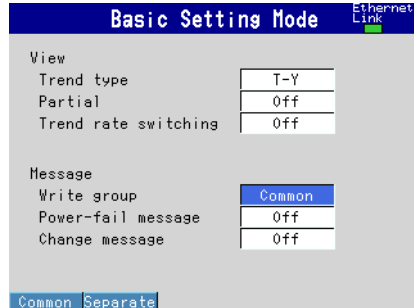 Basic Setting Mode
Ethernet
Link
View
Trend type T-Y
Partial Off
Trend rate switching Off
Message
Write group Common
Power-fail message Off
Change message Off
Common Separate